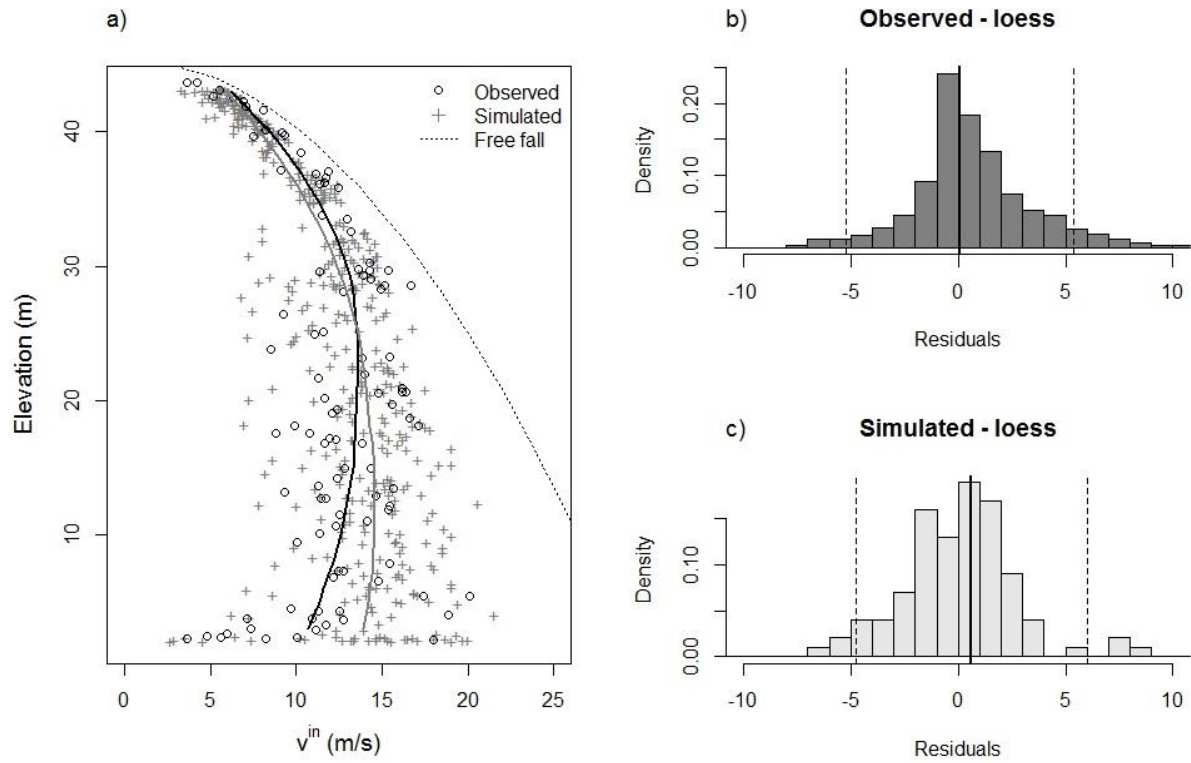 a)
Observed
Simulated
Free fall
40
30
20
10
Elevation (m)
0 5 10 15 20 25
v^in (m/s)
b) Observed - loess
0.20
0.10
0.00
Density
-10 -5 0 5 10
Residuals
c) Simulated - loess
0.10
0.00
Density
-10 -5 0 5 10
Residuals